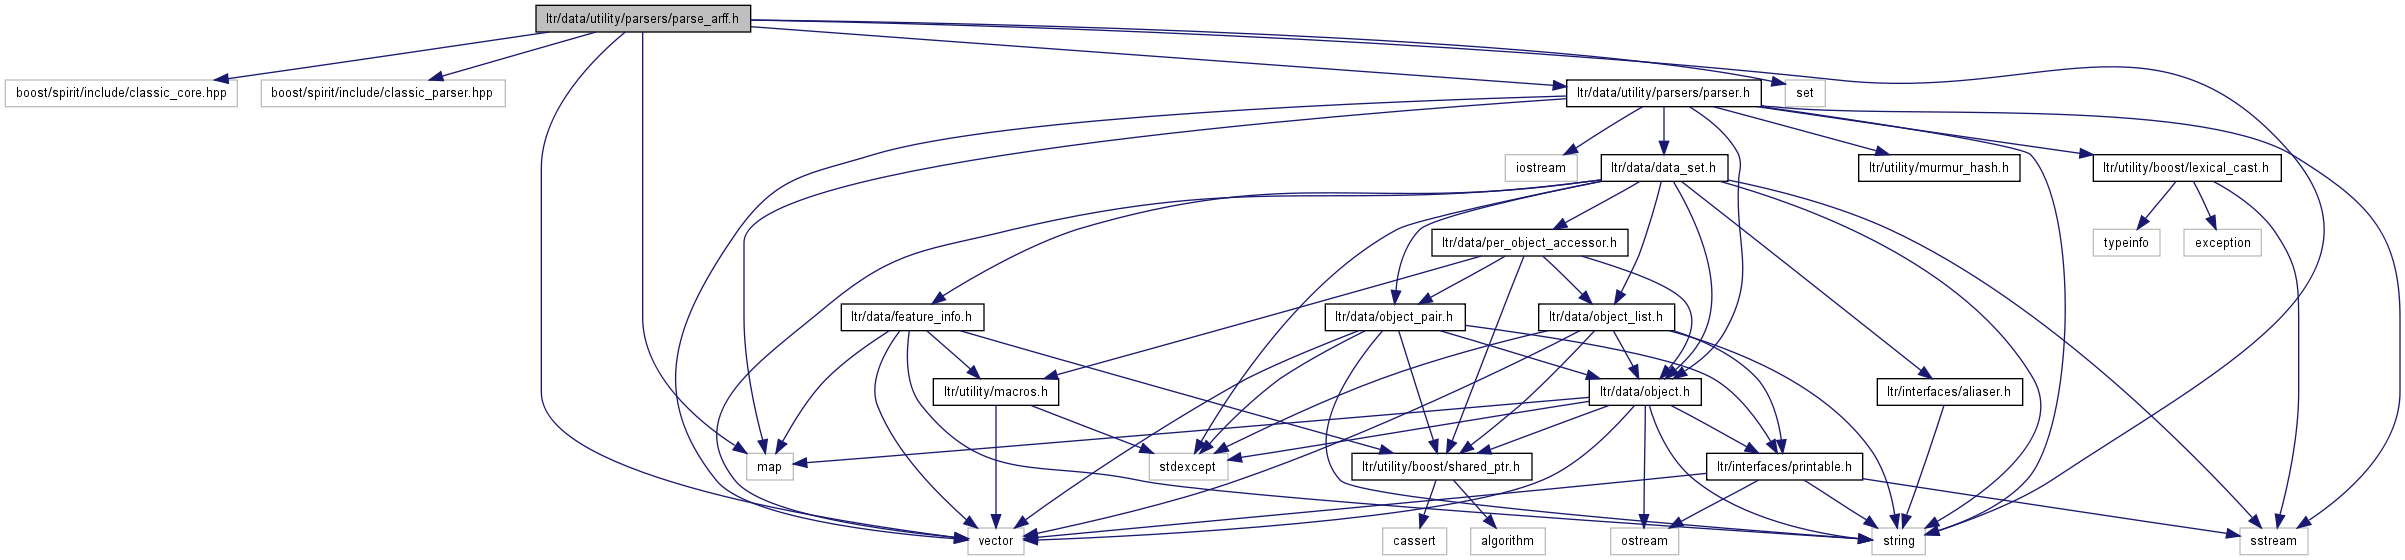 ltr/data/utility/parsers/parse_arff.h
boost/spirit/include/classic_core.hpp
boost/spirit/include/classic_parser.hpp
ltr/data/utility/parsers/parser.h
set
iostream
ltr/data/data_set.h
ltr/utility/murmur_hash.h
ltr/utility/boost/lexical_cast.h
ltr/data/per_object_accessor.h
typeinfo
exception
ltr/data/feature_info.h
ltr/data/object_pair.h
ltr/data/object_list.h
ltr/utility/macros.h
ltr/data/object.h
ltr/interfaces/aliaser.h
map
stdexcept
ltr/utility/boost/shared_ptr.h
ltr/interfaces/printable.h
vector
cassert
algorithm
ostream
string
sstream